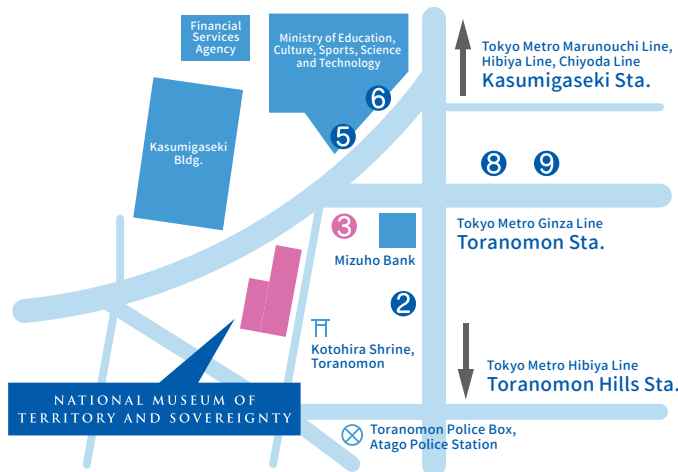 Financial
Services
Agency
Ministry of Education,
Culture, Sports, Science
and Technology
Tokyo Metro Marunouchi Line,
Hibiya Line, Chiyoda Line
Kasumigaseki Sta.
6
5
Kasumigaseki
Bldg.
8
9
3
Mizuho Bank
Tokyo Metro Ginza Line
Toranomon Sta.
2
Kotohira Shrine,
Toranomon
Tokyo Metro Hibiya Line
Toranomon Hills Sta.
NATIONAL MUSEUM OF
TERRITORY AND SOVEREIGNTY
Toranomon Police Box,
Atago Police Station